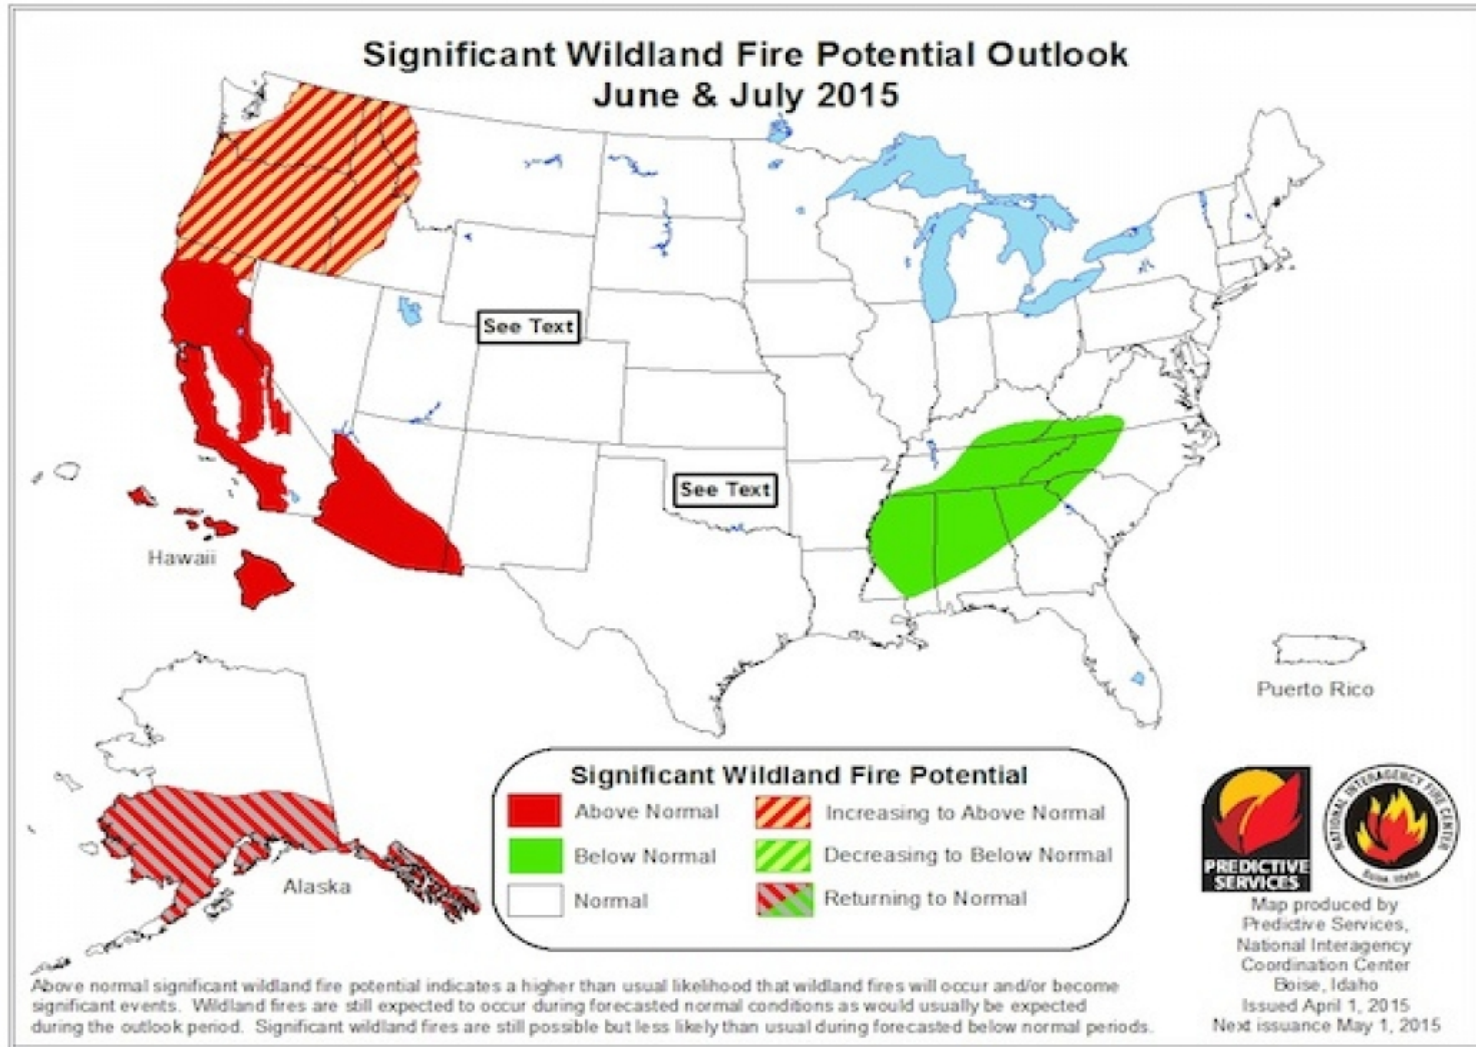 Significant Wildland Fire Potential Outlook
June & July 2015
See Text
See Text
Hawaii
Alaska
Puerto Rico
Significant Wildland Fire Potential
Above Normal
Increasing to Above Normal
Below Normal
Decreasing to Below Normal
Normal
Returning to Normal
PREDICTIVE
SERVICES
NATIONAL INTERAGENCY FIRE CENTER
Boise, Idaho
Map produced by
Predictive Services,
National Interagency
Coordination Center
Boise, Idaho
Issued April 1, 2015
Next issuance May 1, 2015
Above normal significant wildland fire potential indicates a higher than usual likelihood that wildland fires will occur and/or become
significant events.  Wildland fires are still expected to occur during forecasted normal conditions as would usually be expected
during the outlook period.  Significant wildland fires are still possible but less likely than usual during forecasted below normal periods.